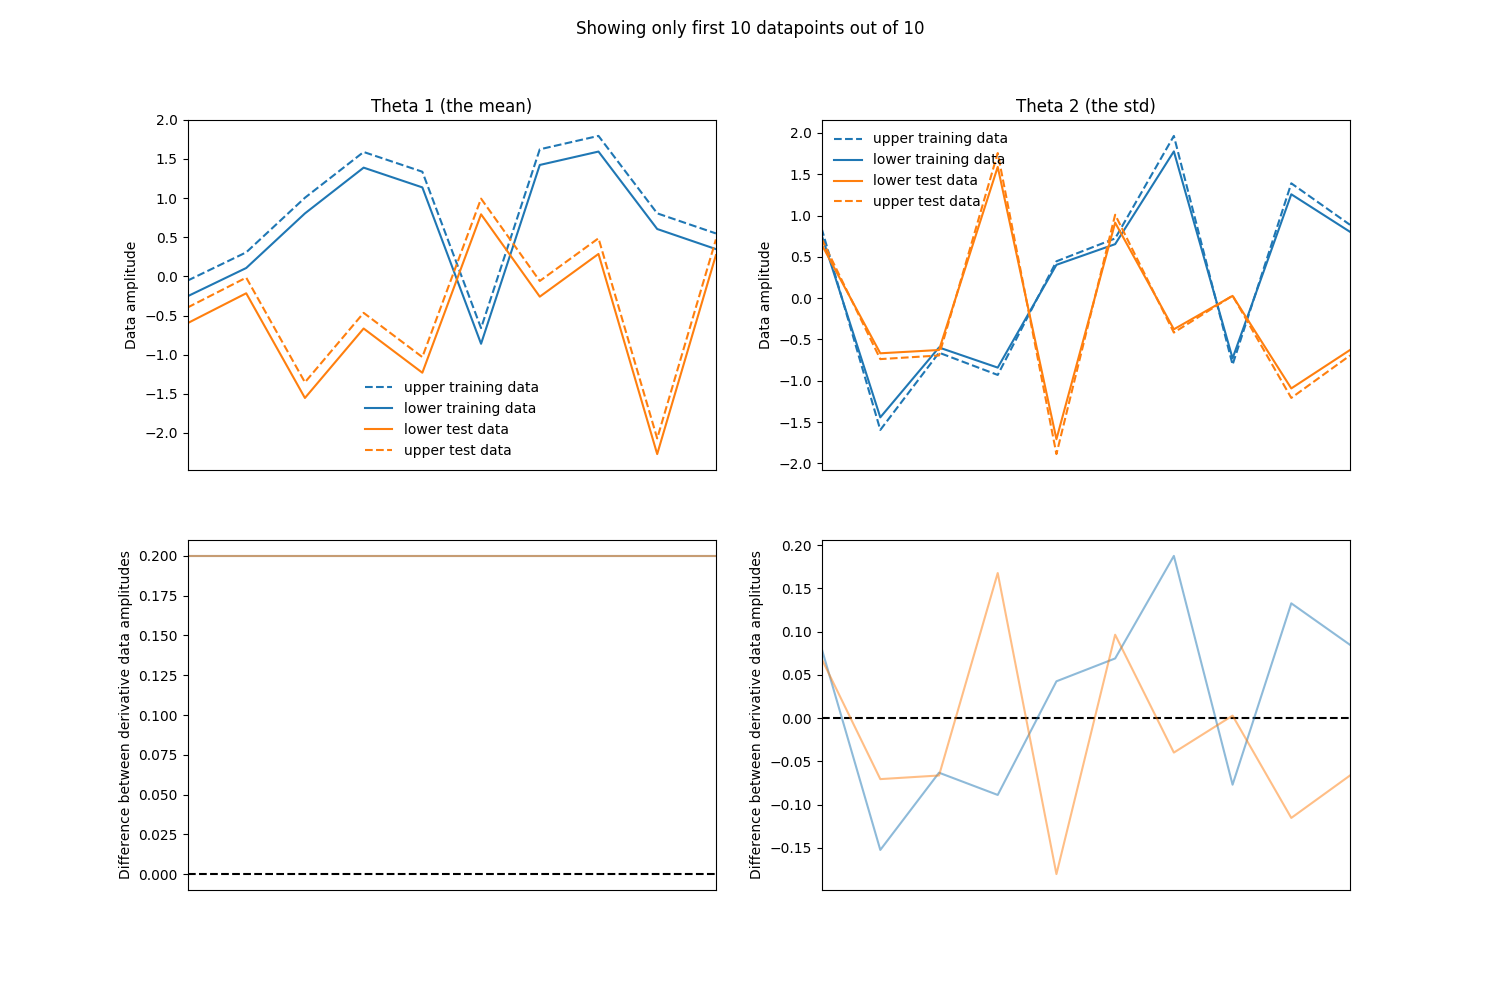 Showing only first 10 datapoints out of 10
Theta 1 (the mean)
2.0
1.5
1.0
0.5
0.0
−0.5
−1.0
−1.5
−2.0
Data amplitude
upper training data
lower training data
lower test data
upper test data
Theta 2 (the std)
2.0
1.5
1.0
0.5
0.0
−0.5
−1.0
−1.5
−2.0
Data amplitude
upper training data
lower training data
lower test data
upper test data
0.200
0.175
0.150
0.125
0.100
0.075
0.050
0.025
0.000
Difference between derivative data amplitudes
0.20
0.15
0.10
0.05
0.00
−0.05
−0.10
−0.15
Difference between derivative data amplitudes